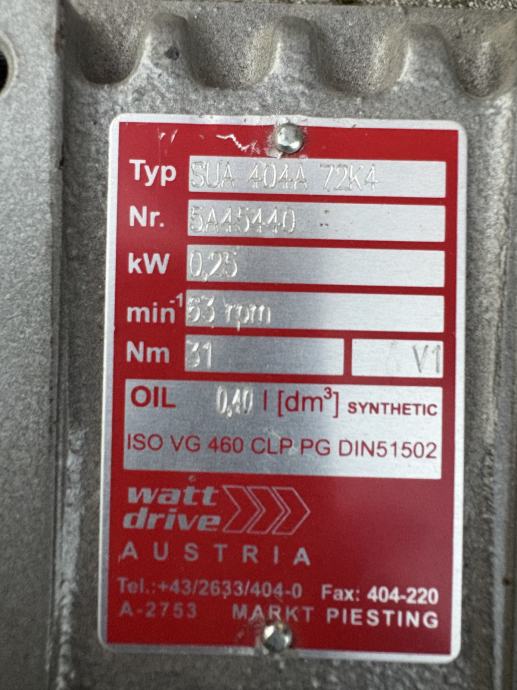 Typ SUA 404A 72K4
Nr. 5A45440
kW 0,25
min-1 53 rpm
Nm 31 V1
OIL 0,40 l [dm³] SYNTHETIC
ISO VG 460 CLP PG DIN51502
watt
drive
AUSTRIA
Tel.:+43/2633/404-0 Fax: 404-220
A-2753 MARKT PIESTING